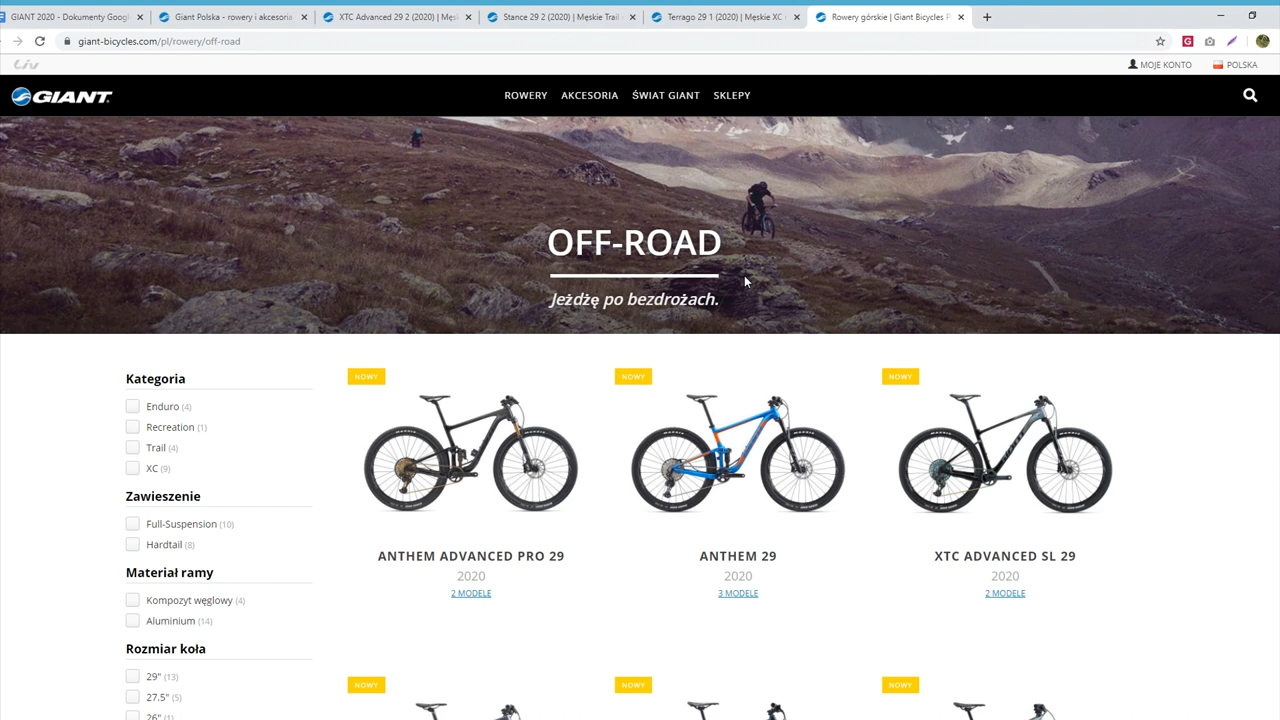 GIANT 2020 - Dokumenty Googl
Giant Polska - rowery i akcesoria
XTC Advanced 29 2 (2020) | Męsk
Stance 29 2 (2020) | Męskie Trail
Terrago 29 1 (2020) | Męskie XC
Rowery górskie | Giant Bicycles P
giant-bicycles.com/pl/rowery/off-road
Liv
MOJE KONTO
POLSKA
GIANT
ROWERY
AKCESORIA
ŚWIAT GIANT
SKLEPY
OFF-ROAD
Jeżdżę po bezdrożach.
Kategoria
Enduro (4)
Recreation (1)
Trail (4)
XC (9)
Zawieszenie
Full-Suspension (10)
Hardtail (8)
Materiał ramy
Kompozyt węglowy (4)
Aluminium (14)
Rozmiar koła
29" (13)
27.5" (5)
26" (1)
NOWY
ANTHEM ADVANCED PRO 29
2020
2 MODELE
NOWY
ANTHEM 29
2020
3 MODELE
NOWY
XTC ADVANCED SL 29
2020
2 MODELE
NOWY
NOWY
NOWY